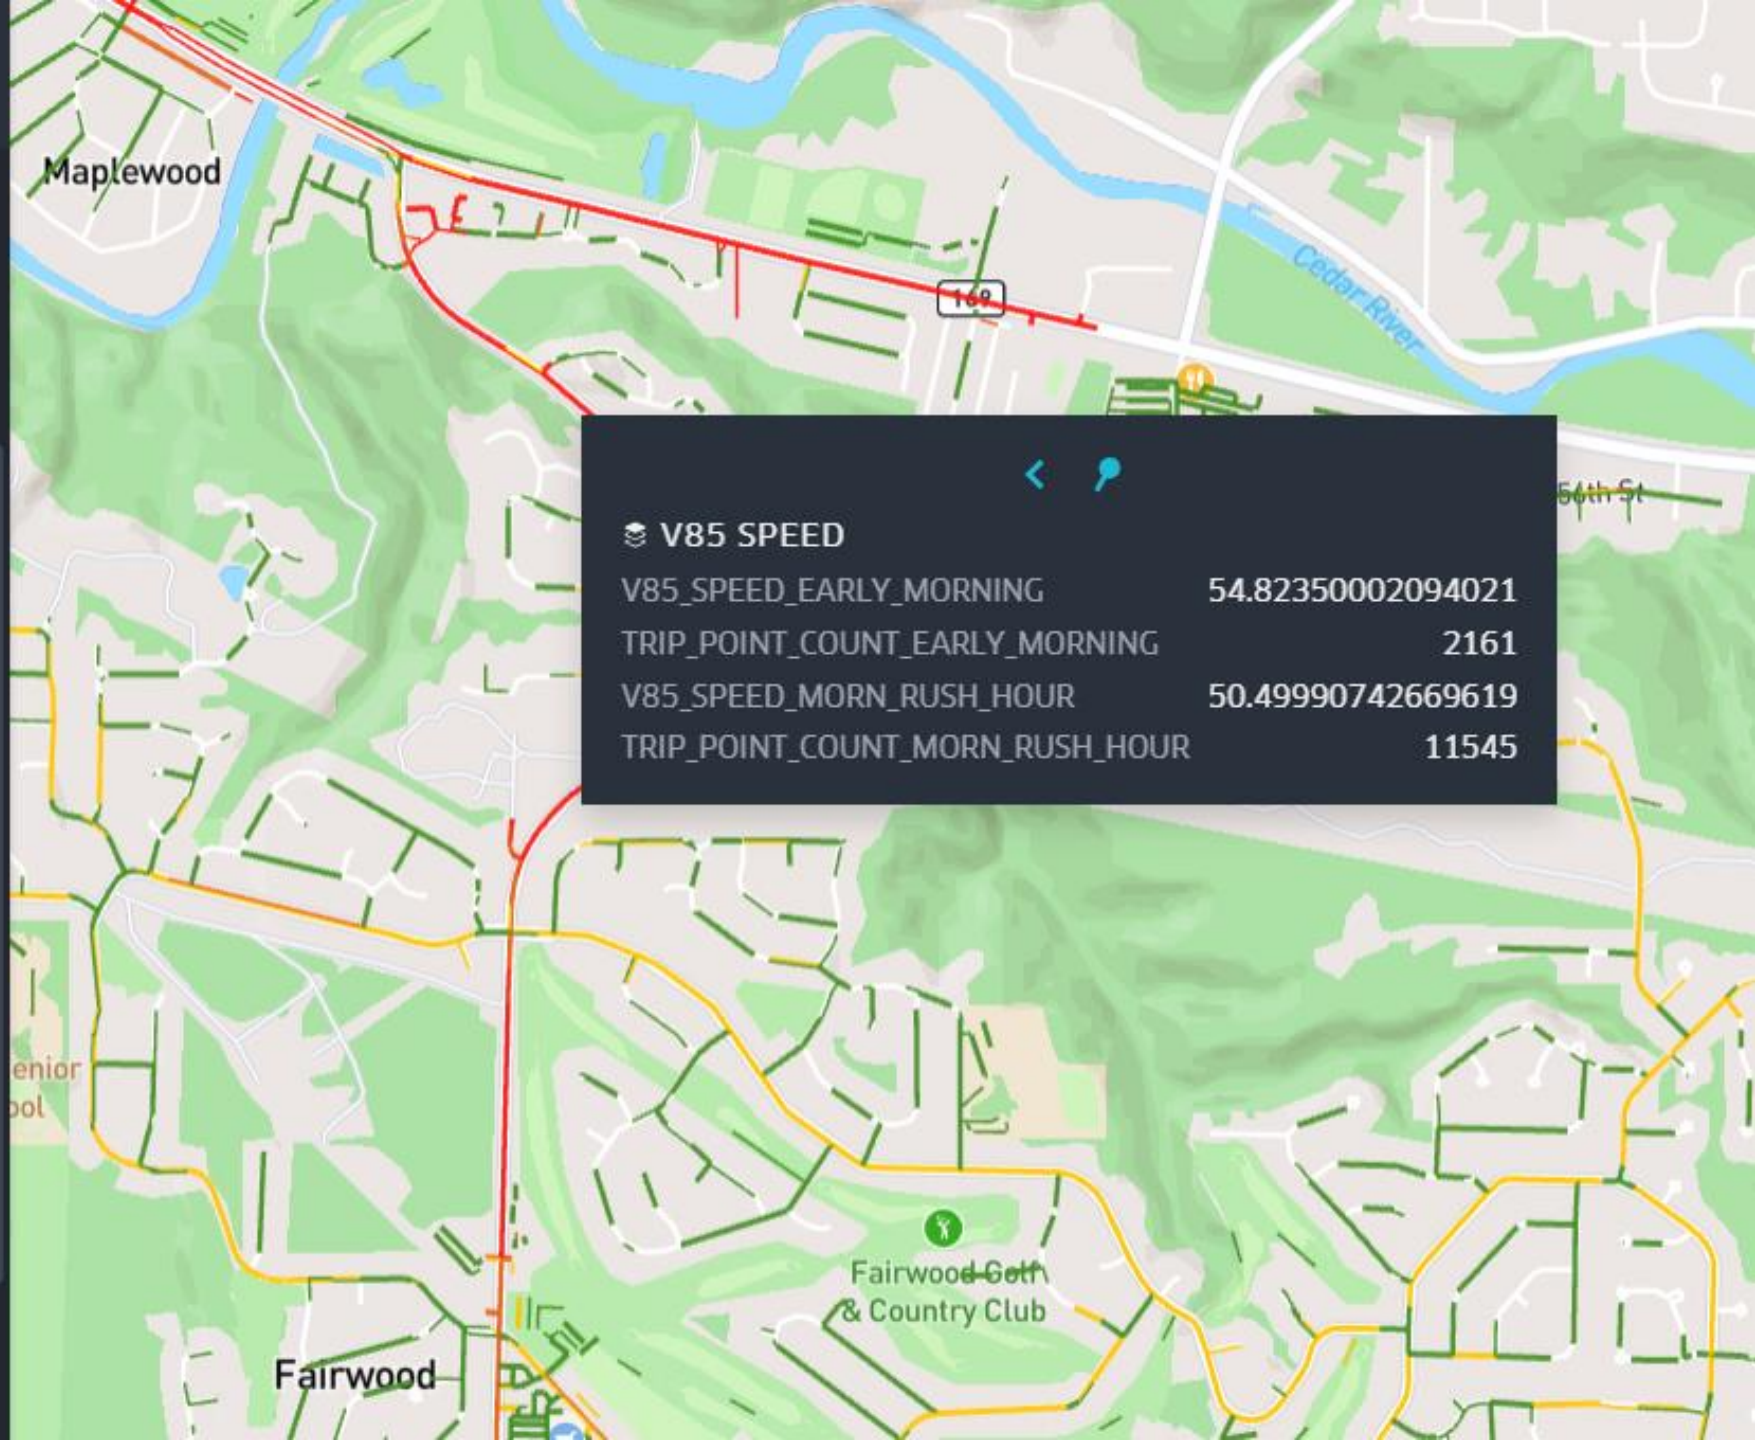 Maplewood
169
Cedar River
V85 SPEED
V85_SPEED_EARLY_MORNING 54.82350002094021
TRIP_POINT_COUNT_EARLY_MORNING 2161
V85_SPEED_MORN_RUSH_HOUR 50.49990742669619
TRIP_POINT_COUNT_MORN_RUSH_HOUR 11545
56th St
enior
ool
Fairwood Golf
& Country Club
Fairwood